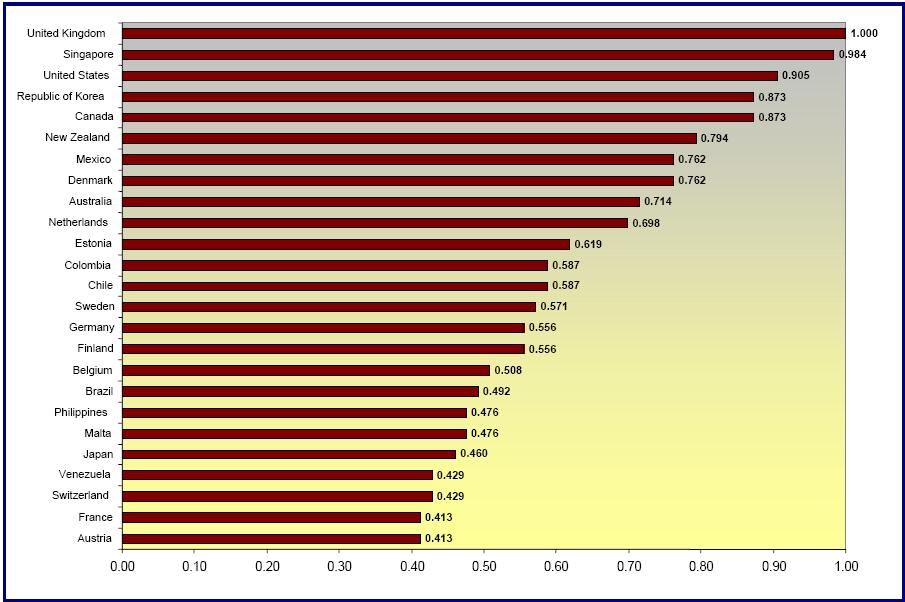 United Kingdom 1.000
Singapore 0.984
United States 0.905
Republic of Korea 0.873
Canada 0.873
New Zealand 0.794
Mexico 0.762
Denmark 0.762
Australia 0.714
Netherlands 0.698
Estonia 0.619
Colombia 0.587
Chile 0.587
Sweden 0.571
Germany 0.556
Finland 0.556
Belgium 0.508
Brazil 0.492
Philippines 0.476
Malta 0.476
Japan 0.460
Venezuela 0.429
Switzerland 0.429
France 0.413
Austria 0.413
0.00 0.10 0.20 0.30 0.40 0.50 0.60 0.70 0.80 0.90 1.00